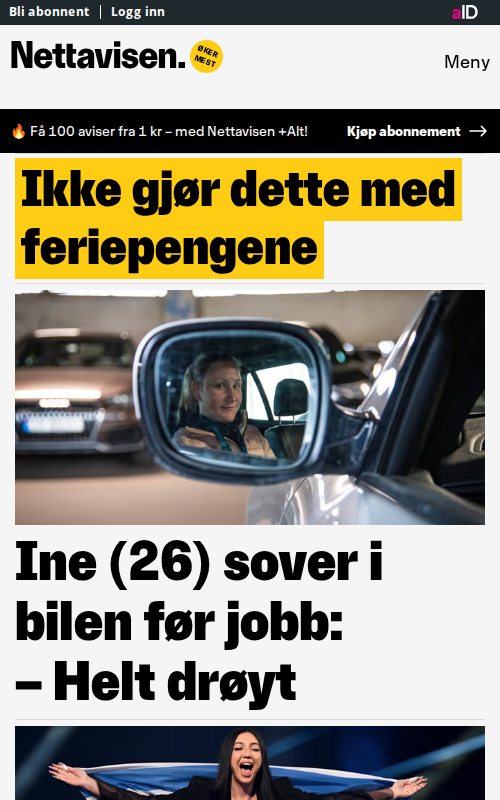 Bli abonnent | Logg inn
aID
Nettavisen.
ØKER
MEST
Meny
🔥 Få 100 aviser fra 1 kr – med Nettavisen +Alt!
Kjøp abonnement →
Ikke gjør dette med
feriepengene
Ine (26) sover i
bilen før jobb:
– Helt drøyt